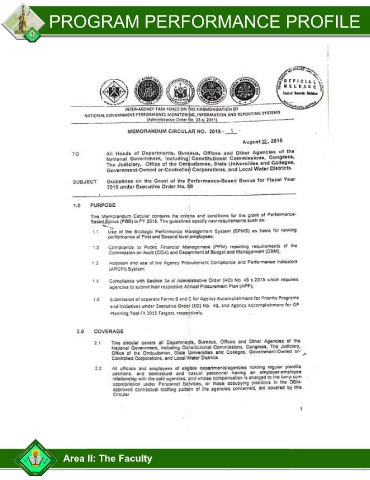 PROGRAM PERFORMANCE PROFILE
OFFICIAL
RELEASE
INTER-AGENCY TASK FORCE ON THE HARMONIZATION OF
NATIONAL GOVERNMENT PERFORMANCE MONITORING, INFORMATION AND REPORTING SYSTEMS
(Administrative Order No. 25 s. 2011)
MEMORANDUM CIRCULAR NO. 2015 - 1
August 12, 2015
TO All Heads of Departments, Bureaus, Offices and Other Agencies of the
National Government, including Constitutional Commissions, Congress,
The Judiciary, Office of the Ombudsman, State Universities and Colleges,
Government-Owned or-Controlled Corporations, and Local Water Districts
SUBJECT Guidelines on the Grant of the Performance-Based Bonus for Fiscal Year
2015 under Executive Order No. 80
1.0 PURPOSE
This Memorandum Circular contains the criteria and conditions for the grant of Performance-
Based Bonus (PBB) in FY 2015. The guidelines specify new requirements such as:
1.1 Use of the Strategic Performance Management System (SPMS) as basis for ranking
performance of First and Second level employees;
1.2 Compliance to Public Financial Management (PFM) reporting requirements of the
Commission on Audit (COA) and Department of Budget and Management (DBM);
1.3 Adoption and use of the Agency Procurement Compliance and Performance Indicators
(APCPI) System;
1.4 Compliance with Section 3e of Administrative Order (AO) No. 46 s.2015 which requires
agencies to submit their respective Annual Procurement Plan (APP);
1.5 Submission of separate Forms B and C for Agency Accomplishment for Priority Programs
and Initiatives under Executive Order (EO) No. 43, and Agency Accomplishment for OP
Planning Tool FY 2015 Targets, respectively.
2.0 COVERAGE
2.1 This circular covers all Departments, Bureaus, Offices and Other Agencies of the
National Government, including Constitutional Commissions, Congress, The Judiciary,
Office of the Ombudsman, State Universities and Colleges, Government-Owned or-
Controlled Corporations, and Local Water Districts.
2.2 All officials and employees of eligible departments/agencies holding regular plantilla
positions, and contractual and casual personnel having an employer-employee
relationship with the said agencies, and whose compensation is charged to the lump sum
appropriation under Personnel Services, or those occupying positions in the DBM-
approved contractual staffing pattern of the agencies concerned, are covered by this
Circular
1
Area II: The Faculty